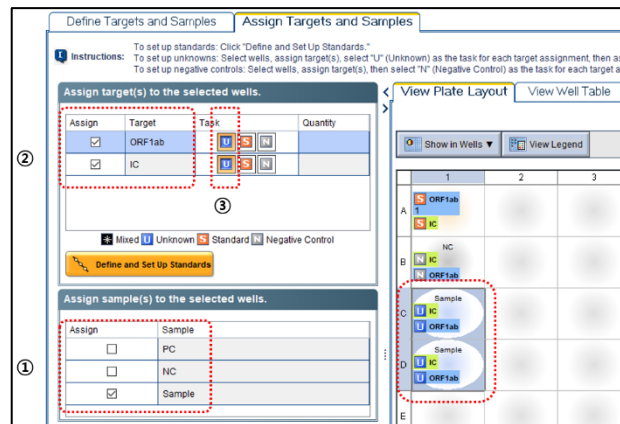 Define Targets and Samples
Assign Targets and Samples
Instructions:
To set up standards: Click "Define and Set Up Standards."
To set up unknowns: Select wells, assign target(s), select "U" (Unknown) as the task for each target assignment, then as
To set up negative controls: Select wells, assign target(s), then select "N" (Negative Control) as the task for each target a
Assign target(s) to the selected wells.
Assign Target Task Quantity
ORF1ab U S N
IC U S N
②
③
Mixed U Unknown S Standard N Negative Control
Define and Set Up Standards
Assign sample(s) to the selected wells.
Assign Sample
PC
NC
Sample
①
View Plate Layout
View Well Table
Show in Wells ▼
View Legend
1 2 3
A
S ORF1ab
1
S IC
B
NC
N IC
N ORF1ab
C
Sample
U IC
U ORF1ab
D
Sample
U IC
U ORF1ab
E